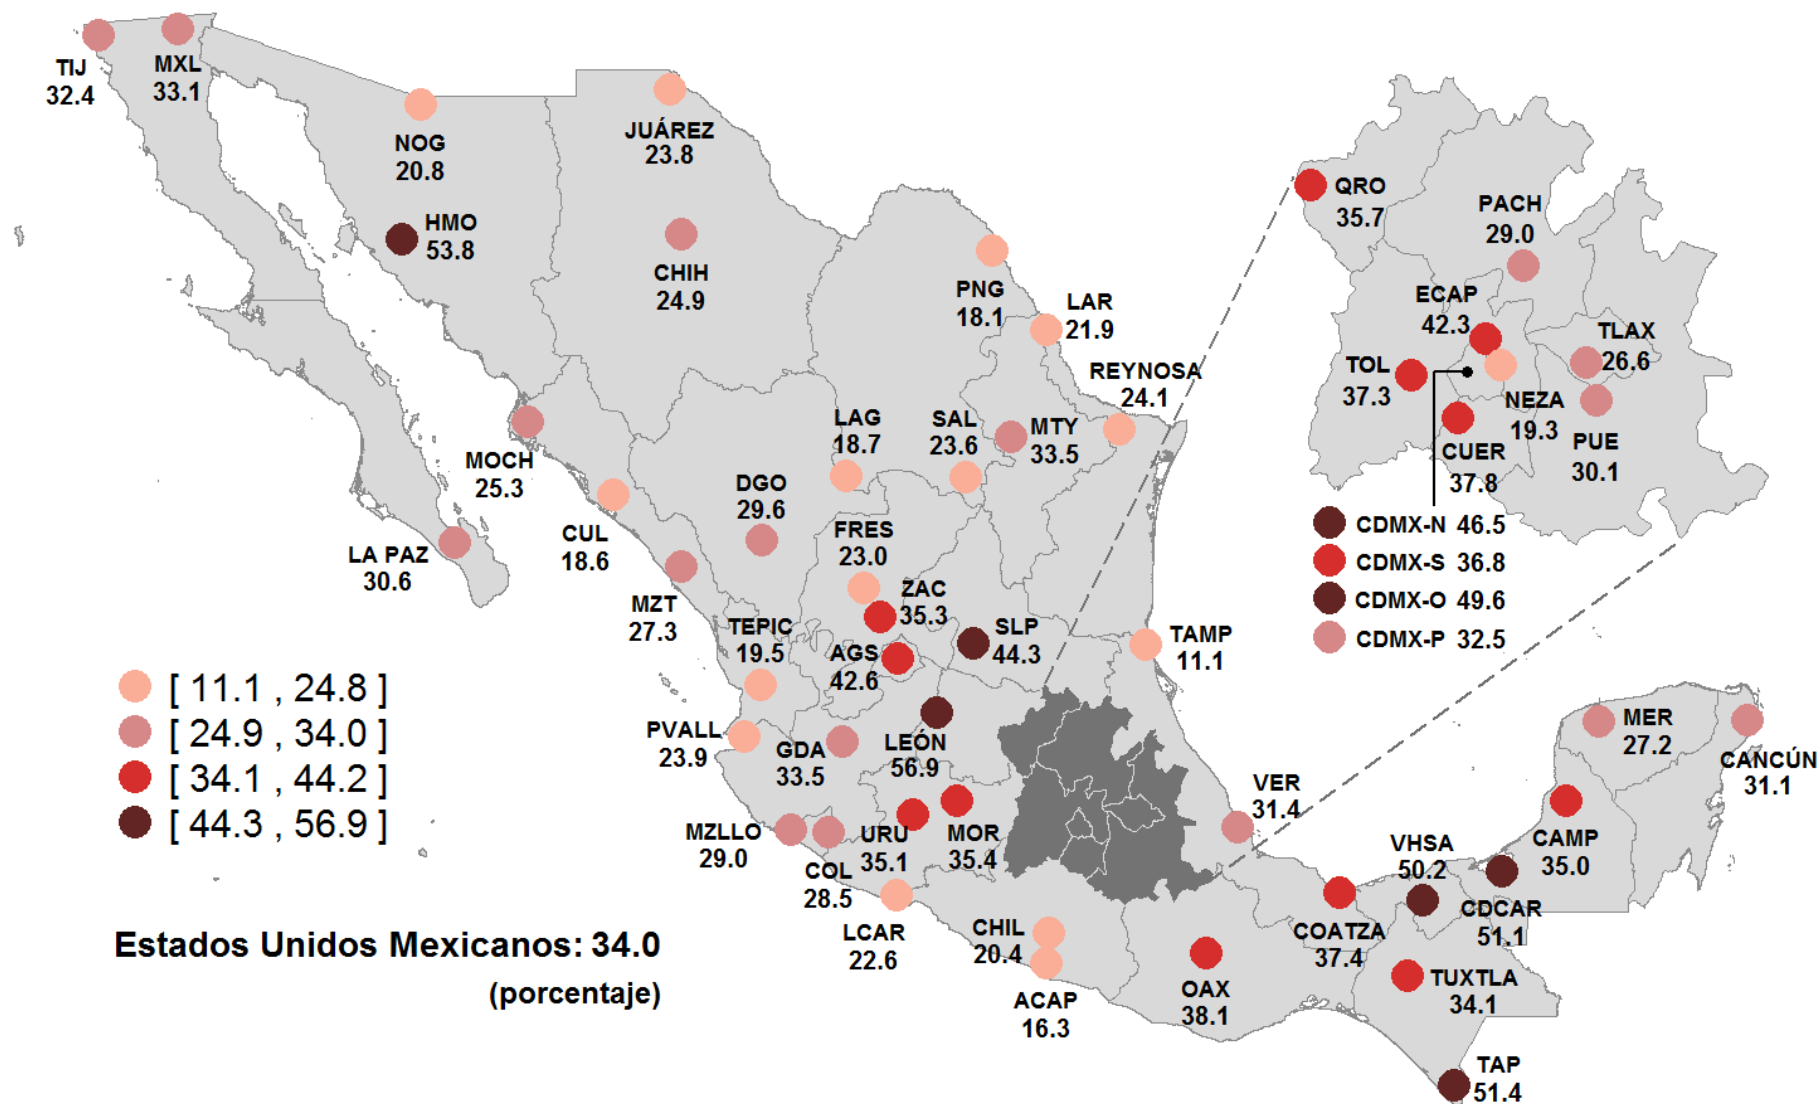 TIJ
32.4
MXL
33.1
NOG
20.8
HMO
53.8
JUÁREZ
23.8
CHIH
24.9
PNG
18.1
LAR
21.9
REYNOSA
24.1
MOCH
25.3
LA PAZ
30.6
CUL
18.6
MZT
27.3
DGO
29.6
LAG
18.7
SAL
23.6
MTY
33.5
FRES
23.0
ZAC
35.3
TEPIC
19.5
AGS
42.6
SLP
44.3
TAMP
11.1
PVALL
23.9
GDA
33.5
LEÓN
56.9
MZLLO
29.0
COL
28.5
URU
35.1
MOR
35.4
LCAR
22.6
CHIL
20.4
ACAP
16.3
OAX
38.1
VER
31.4
COATZA
37.4
VHSA
50.2
CDCAR
51.1
TUXTLA
34.1
TAP
51.4
CAMP
35.0
MER
27.2
CANCÚN
31.1
QRO
35.7
PACH
29.0
ECAP
42.3
TLAX
26.6
TOL
37.3
NEZA
19.3
CUER
37.8
PUE
30.1
CDMX-N 46.5
CDMX-S 36.8
CDMX-O 49.6
CDMX-P 32.5
[ 11.1 , 24.8 ]
[ 24.9 , 34.0 ]
[ 34.1 , 44.2 ]
[ 44.3 , 56.9 ]
Estados Unidos Mexicanos: 34.0
(porcentaje)